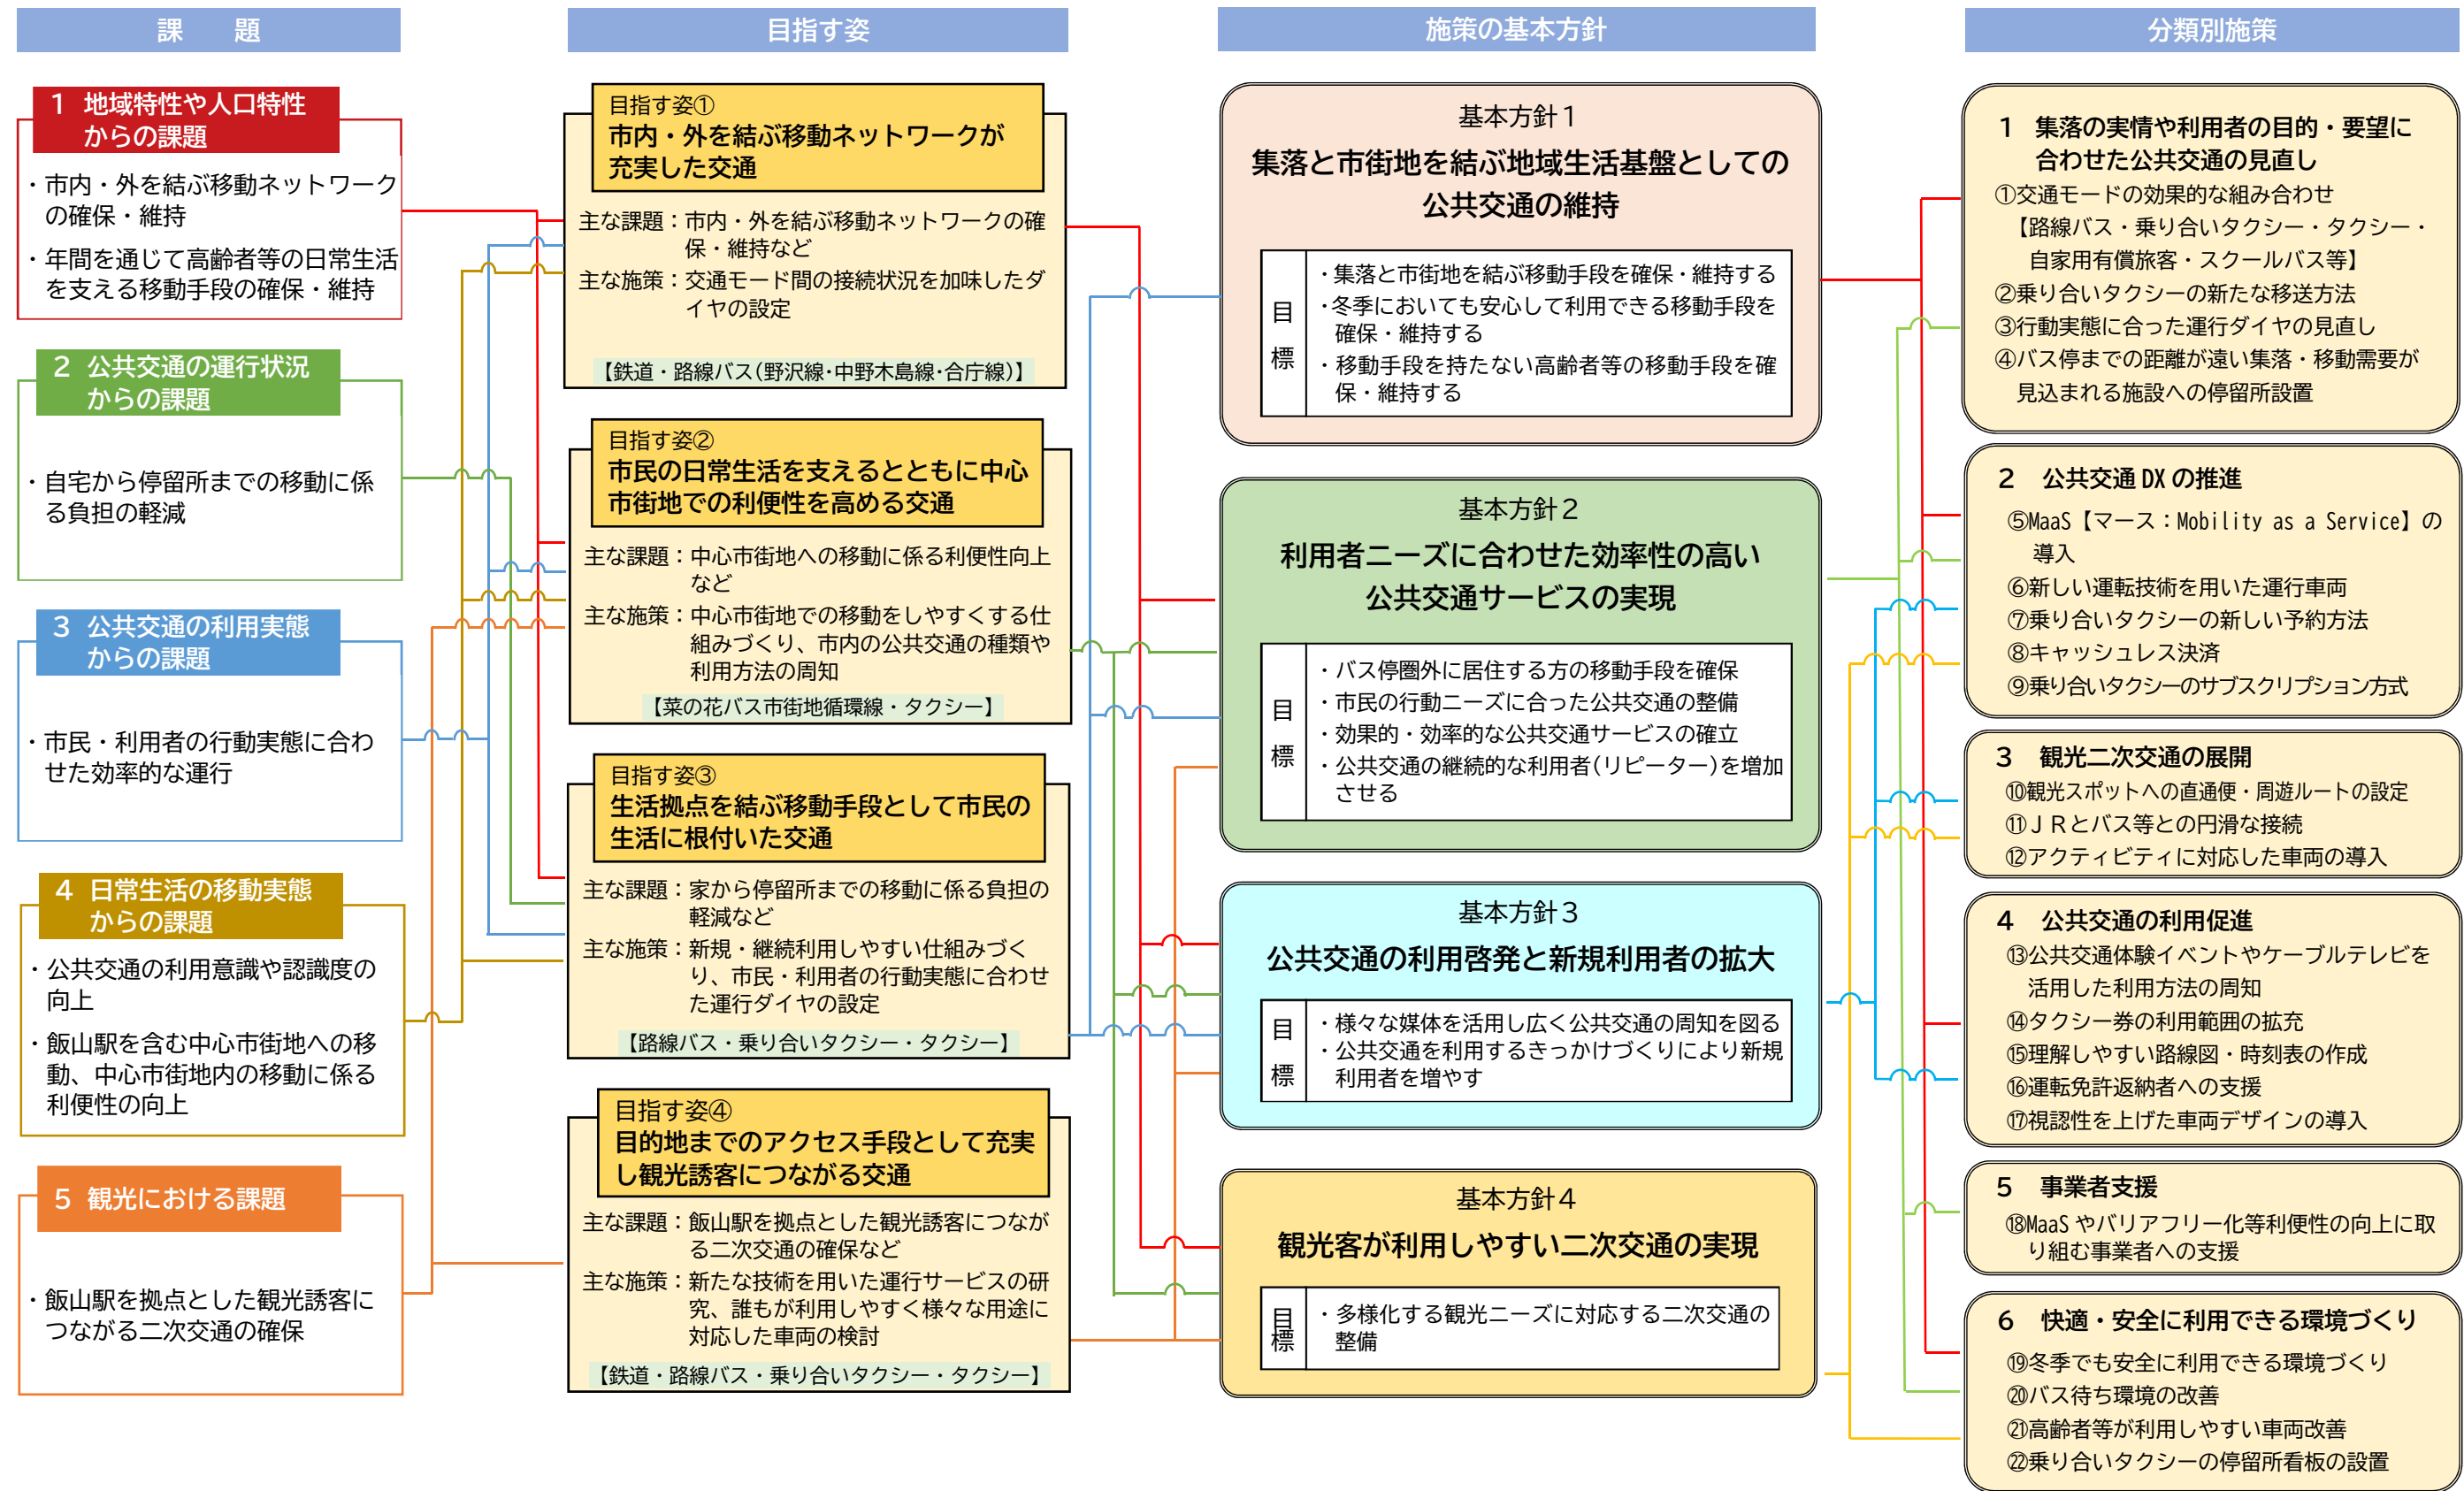 課　題
目指す姿
施策の基本方針
分類別施策
1 地域特性や人口特性
からの課題
・市内・外を結ぶ移動ネットワーク
の確保・維持
・年間を通じて高齢者等の日常生活
を支える移動手段の確保・維持
2 公共交通の運行状況
からの課題
・自宅から停留所までの移動に係
る負担の軽減
3 公共交通の利用実態
からの課題
・市民・利用者の行動実態に合わ
せた効率的な運行
4 日常生活の移動実態
からの課題
・公共交通の利用意識や認識度の
向上
・飯山駅を含む中心市街地への移
動、中心市街地内の移動に係る
利便性の向上
5 観光における課題
・飯山駅を拠点とした観光誘客に
つながる二次交通の確保
目指す姿①
市内・外を結ぶ移動ネットワークが
充実した交通
主な課題：市内・外を結ぶ移動ネットワークの確
保・維持など
主な施策：交通モード間の接続状況を加味したダ
イヤの設定
【鉄道・路線バス(野沢線・中野木島線・合庁線)】
目指す姿②
市民の日常生活を支えるとともに中心
市街地での利便性を高める交通
主な課題：中心市街地への移動に係る利便性向上
など
主な施策：中心市街地での移動をしやすくする仕
組みづくり、市内の公共交通の種類や
利用方法の周知
【菜の花バス市街地循環線・タクシー】
目指す姿③
生活拠点を結ぶ移動手段として市民の
生活に根付いた交通
主な課題：家から停留所までの移動に係る負担の
軽減など
主な施策：新規・継続利用しやすい仕組みづく
り、市民・利用者の行動実態に合わせ
た運行ダイヤの設定
【路線バス・乗り合いタクシー・タクシー】
目指す姿④
目的地までのアクセス手段として充実
し観光誘客につながる交通
主な課題：飯山駅を拠点とした観光誘客につなが
る二次交通の確保など
主な施策：新たな技術を用いた運行サービスの研
究、誰もが利用しやすく様々な用途に
対応した車両の検討
【鉄道・路線バス・乗り合いタクシー・タクシー】
基本方針１
集落と市街地を結ぶ地域生活基盤としての
公共交通の維持
目標
・集落と市街地を結ぶ移動手段を確保・維持する
・冬季においても安心して利用できる移動手段を
確保・維持する
・移動手段を持たない高齢者等の移動手段を確
保・維持する
基本方針２
利用者ニーズに合わせた効率性の高い
公共交通サービスの実現
目標
・バス停圏外に居住する方の移動手段を確保
・市民の行動ニーズに合った公共交通の整備
・効果的・効率的な公共交通サービスの確立
・公共交通の継続的な利用者(リピーター)を増加
させる
基本方針３
公共交通の利用啓発と新規利用者の拡大
目標
・様々な媒体を活用し広く公共交通の周知を図る
・公共交通を利用するきっかけづくりにより新規
利用者を増やす
基本方針４
観光客が利用しやすい二次交通の実現
目標
・多様化する観光ニーズに対応する二次交通の
整備
1 集落の実情や利用者の目的・要望に
合わせた公共交通の見直し
①交通モードの効果的な組み合わせ
【路線バス・乗り合いタクシー・タクシー・
自家用有償旅客・スクールバス等】
②乗り合いタクシーの新たな移送方法
③行動実態に合った運行ダイヤの見直し
④バス停までの距離が遠い集落・移動需要が
見込まれる施設への停留所設置
2 公共交通 DX の推進
⑤MaaS【マース：Mobility as a Service】の
導入
⑥新しい運転技術を用いた運行車両
⑦乗り合いタクシーの新しい予約方法
⑧キャッシュレス決済
⑨乗り合いタクシーのサブスクリプション方式
3 観光二次交通の展開
⑩観光スポットへの直通便・周遊ルートの設定
⑪ＪＲとバス等との円滑な接続
⑫アクティビティに対応した車両の導入
4 公共交通の利用促進
⑬公共交通体験イベントやケーブルテレビを
活用した利用方法の周知
⑭タクシー券の利用範囲の拡充
⑮理解しやすい路線図・時刻表の作成
⑯運転免許返納者への支援
⑰視認性を上げた車両デザインの導入
5 事業者支援
⑱MaaS やバリアフリー化等利便性の向上に取
り組む事業者への支援
6 快適・安全に利用できる環境づくり
⑲冬季でも安全に利用できる環境づくり
⑳バス待ち環境の改善
㉑高齢者等が利用しやすい車両改善
㉒乗り合いタクシーの停留所看板の設置